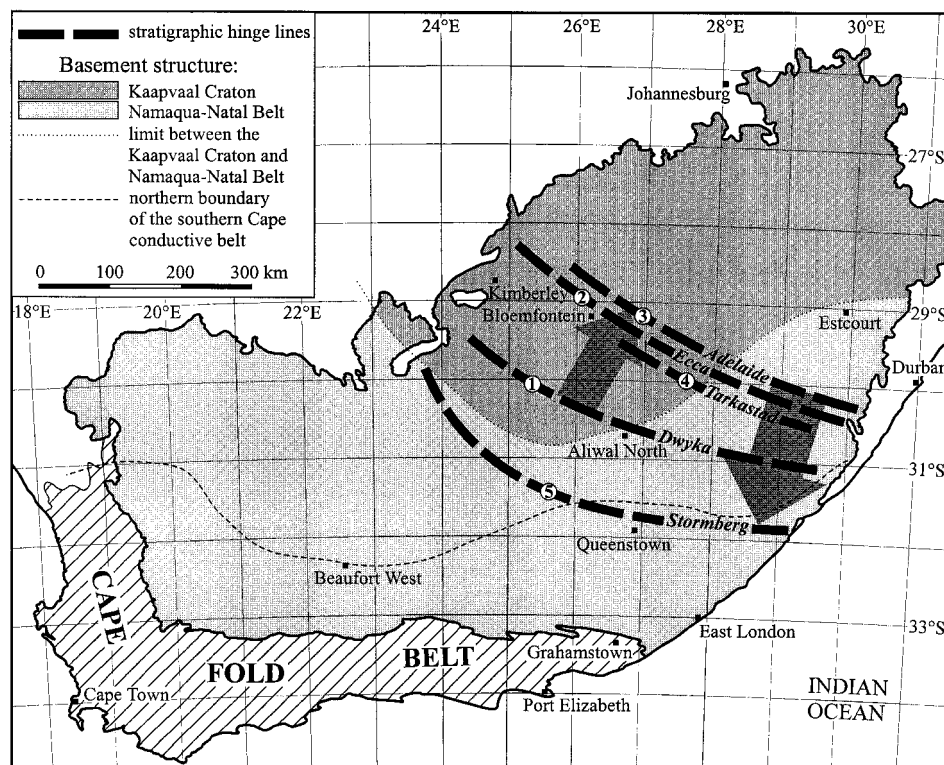 stratigraphic hinge lines
Basement structure:
Kaapvaal Craton
Namaqua-Natal Belt
limit between the
Kaapvaal Craton and
Namaqua-Natal Belt
northern boundary
of the southern Cape
conductive belt
0 100 200 300 km
24°E 26°E 28°E 30°E
Johannesburg
27°S
18°E 20°E 22°E
Kimberley
2
Bloemfontein
3
29°S
Estcourt
Adelaide
Ecca
4
Tarkastad
Durban
1
Dwyka
Aliwal North
31°S
5
Stormberg
Queenstown
Beaufort West
East London
33°S
CAPE
FOLD
BELT
Grahamstown
Cape Town
Port Elizabeth
INDIAN
OCEAN